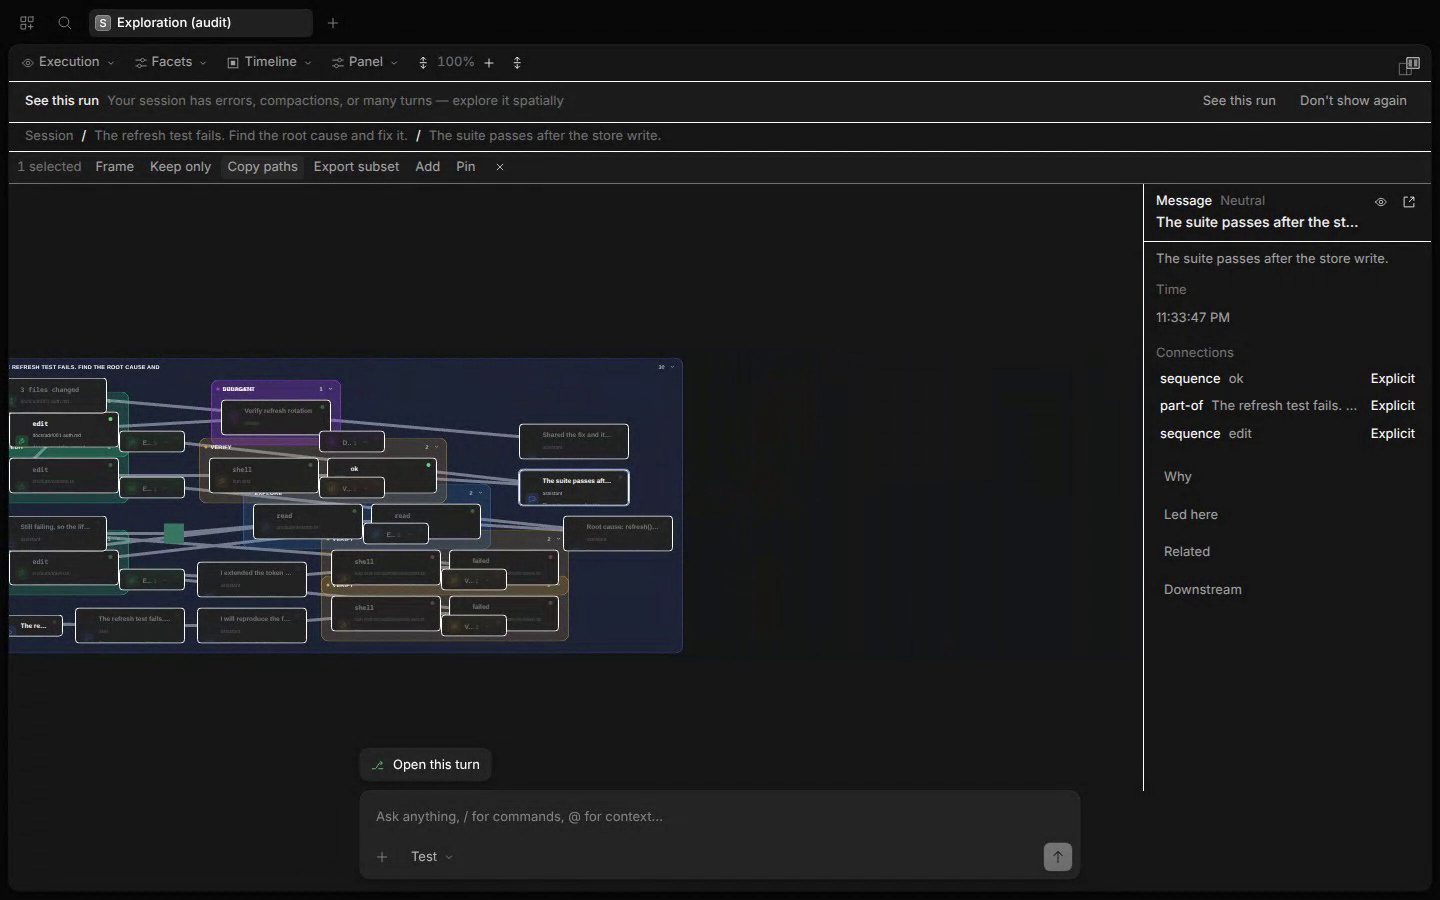 S Exploration (audit)
Execution Facets Timeline Panel 100%
See this run Your session has errors, compactions, or many turns — explore it spatially See this run Don't show again
Session / The refresh test fails. Find the root cause and fix it. / The suite passes after the store write.
1 selected Frame Keep only Copy paths Export subset Add Pin ×
Message Neutral
The suite passes after the st...
The suite passes after the store write.
Time
11:33:47 PM
Connections
sequence ok Explicit
part-of The refresh test fails. ... Explicit
sequence edit Explicit
Why
Led here
Related
Downstream
REFRESH TEST FAILS. FIND THE ROOT CAUSE AND 30
3 files changed
1
Verify refresh rotation
edit
E...
D...
Shared the fix and it...
VERIFY 2
edit
shell
ok
The suite passes aft...
assistant
E...
V...
EXPLORE 2
read
read
Still failing, so the lif...
Root cause: refresh()...
E...
2
edit
shell
failed
I extended the token ...
E...
V...
VERIFY
shell
failed
The re...
The refresh test fails....
I will reproduce the f...
V...
Open this turn
Ask anything, / for commands, @ for context...
Test